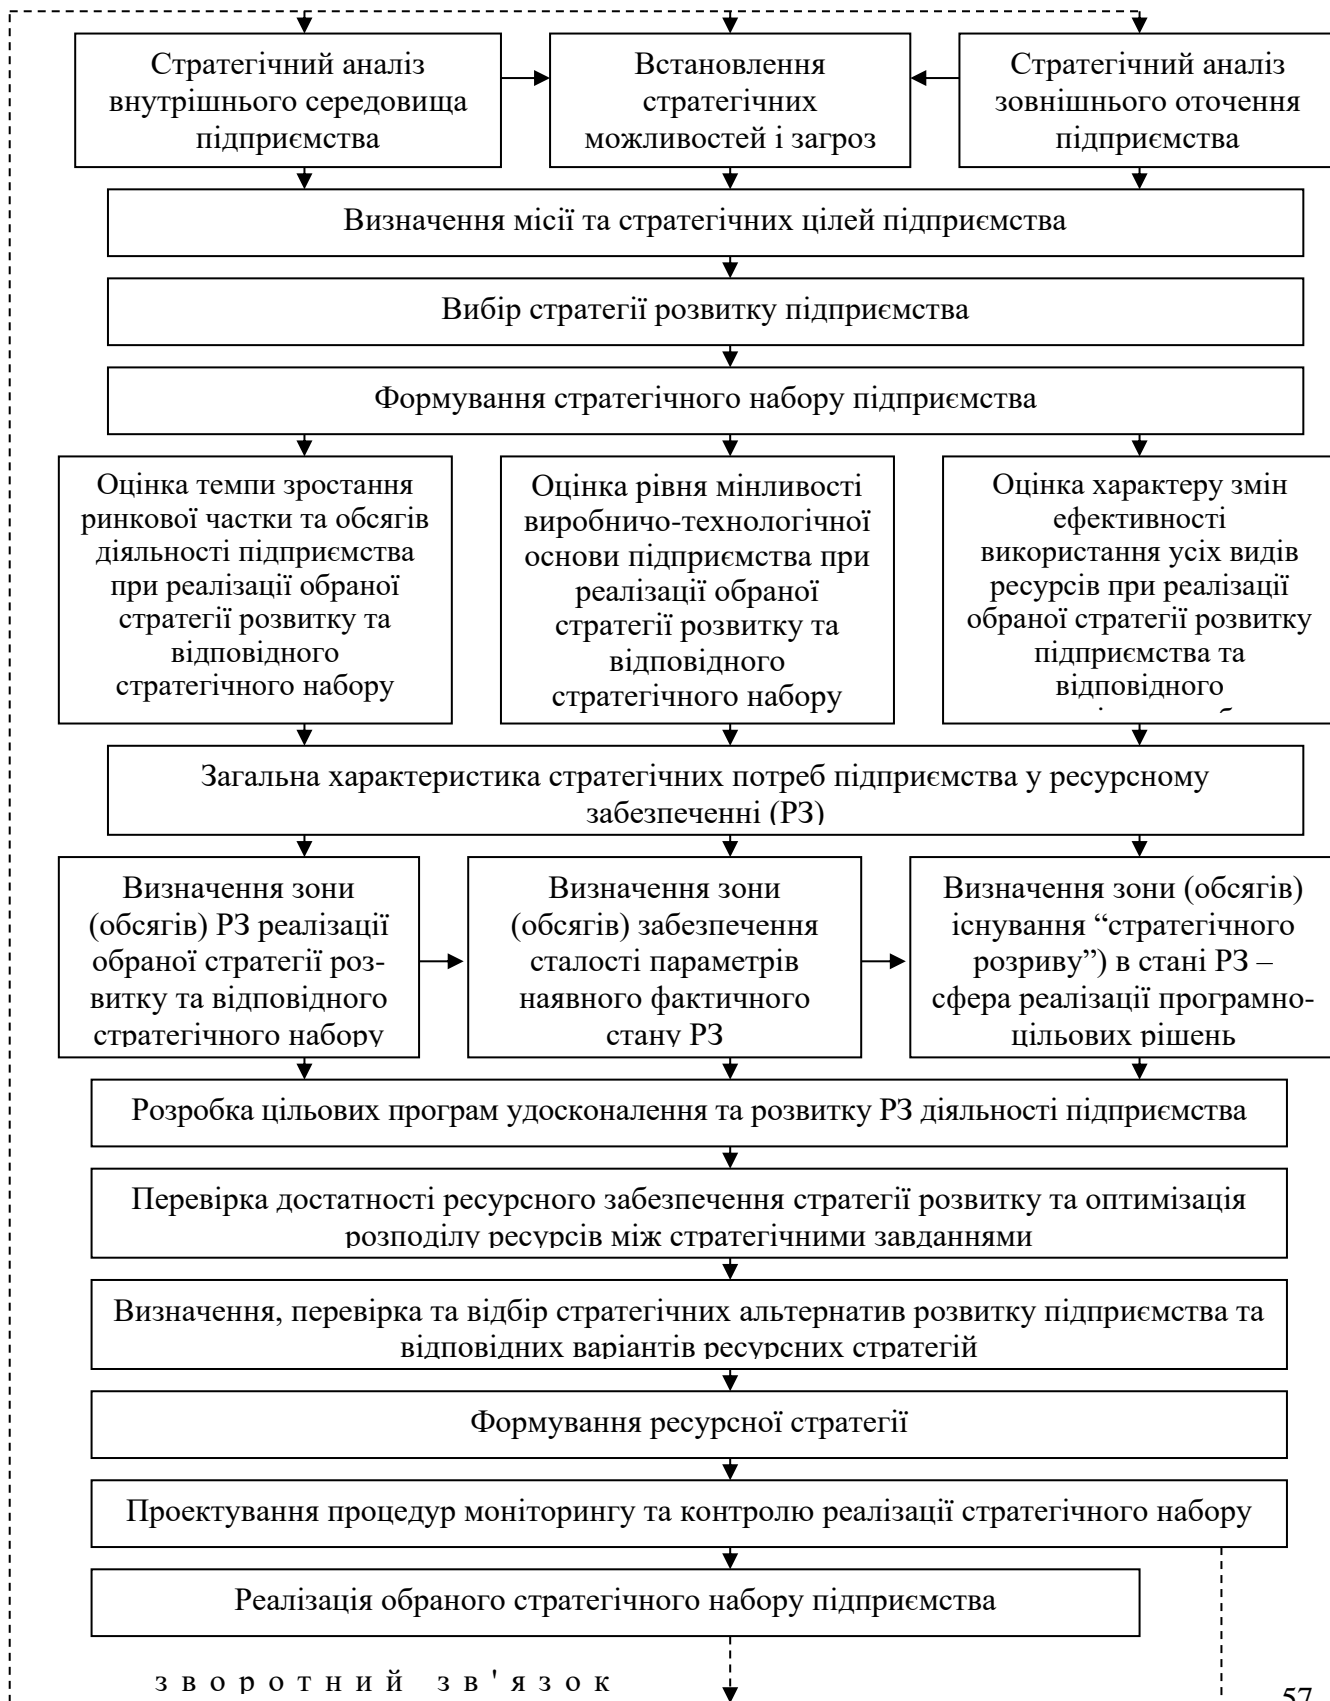 Стратегічний аналіз
внутрішнього середовища
підприємства
Встановлення
стратегічних
можливостей і загроз
Стратегічний аналіз
зовнішнього оточення
підприємства
Визначення місії та стратегічних цілей підприємства
Вибір стратегії розвитку підприємства
Формування стратегічного набору підприємства
Оцінка темпи зростання
ринкової частки та обсягів
діяльності підприємства
при реалізації обраної
стратегії розвитку та
відповідного
стратегічного набору
Оцінка рівня мінливості
виробничо-технологічної
основи підприємства при
реалізації обраної
стратегії розвитку та
відповідного
стратегічного набору
Оцінка характеру змін
ефективності
використання усіх видів
ресурсів при реалізації
обраної стратегії розвитку
підприємства та
відповідного
Загальна характеристика стратегічних потреб підприємства у ресурсному
забезпеченні (РЗ)
Визначення зони
(обсягів) РЗ реалізації
обраної стратегії роз-
витку та відповідного
стратегічного набору
Визначення зони
(обсягів) забезпечення
сталості параметрів
наявного фактичного
стану РЗ
Визначення зони (обсягів)
існування “стратегічного
розриву”) в стані РЗ –
сфера реалізації програмно-
цільових рішень
Розробка цільових програм удосконалення та розвитку РЗ діяльності підприємства
Перевірка достатності ресурсного забезпечення стратегії розвитку та оптимізація
розподілу ресурсів між стратегічними завданнями
Визначення, перевірка та відбір стратегічних альтернатив розвитку підприємства та
відповідних варіантів ресурсних стратегій
Формування ресурсної стратегії
Проектування процедур моніторингу та контролю реалізації стратегічного набору
Реалізація обраного стратегічного набору підприємства
зворотний зв'язок
57